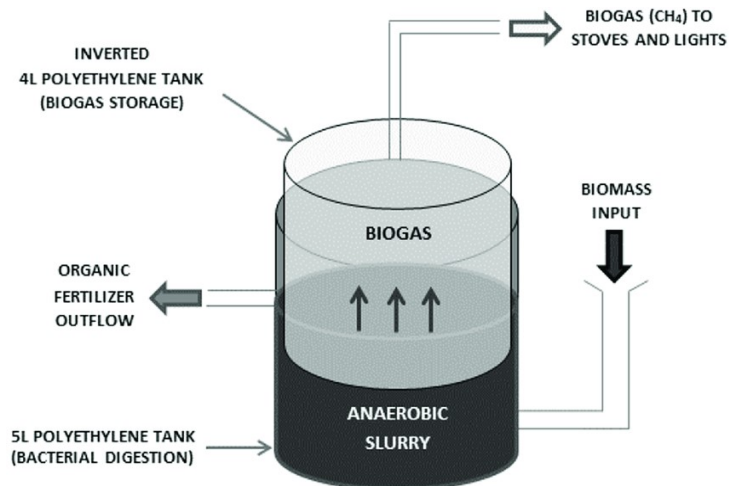 BIOGAS (CH₄) TO
STOVES AND LIGHTS
INVERTED
4L POLYETHYLENE TANK
(BIOGAS STORAGE)
BIOMASS
INPUT
BIOGAS
ORGANIC
FERTILIZER
OUTFLOW
ANAEROBIC
SLURRY
5L POLYETHYLENE TANK
(BACTERIAL DIGESTION)